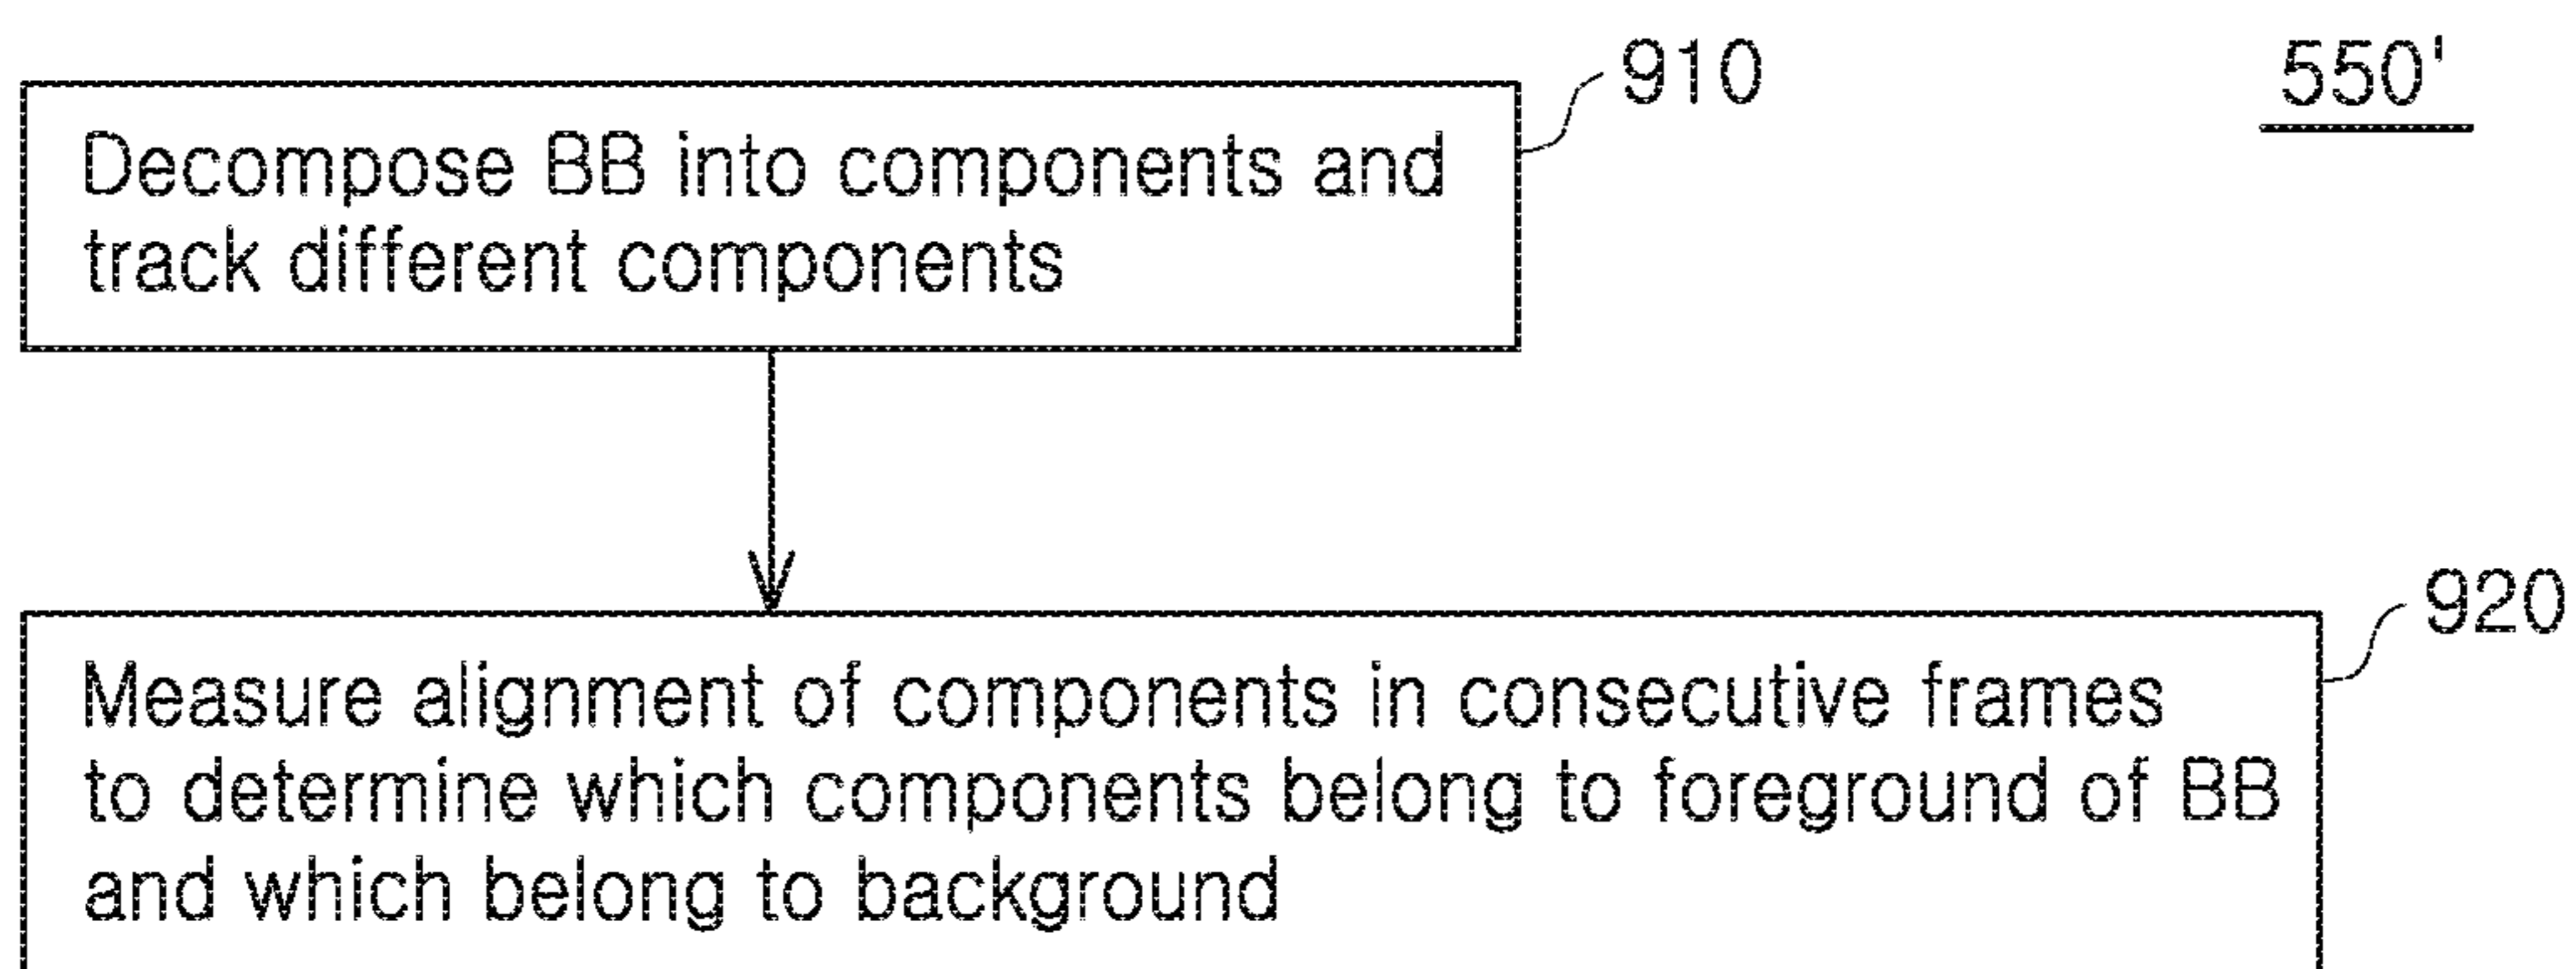 910
550'
Decompose BB into components and
track different components
920
Measure alignment of components in consecutive frames
to determine which components belong to foreground of BB
and which belong to background